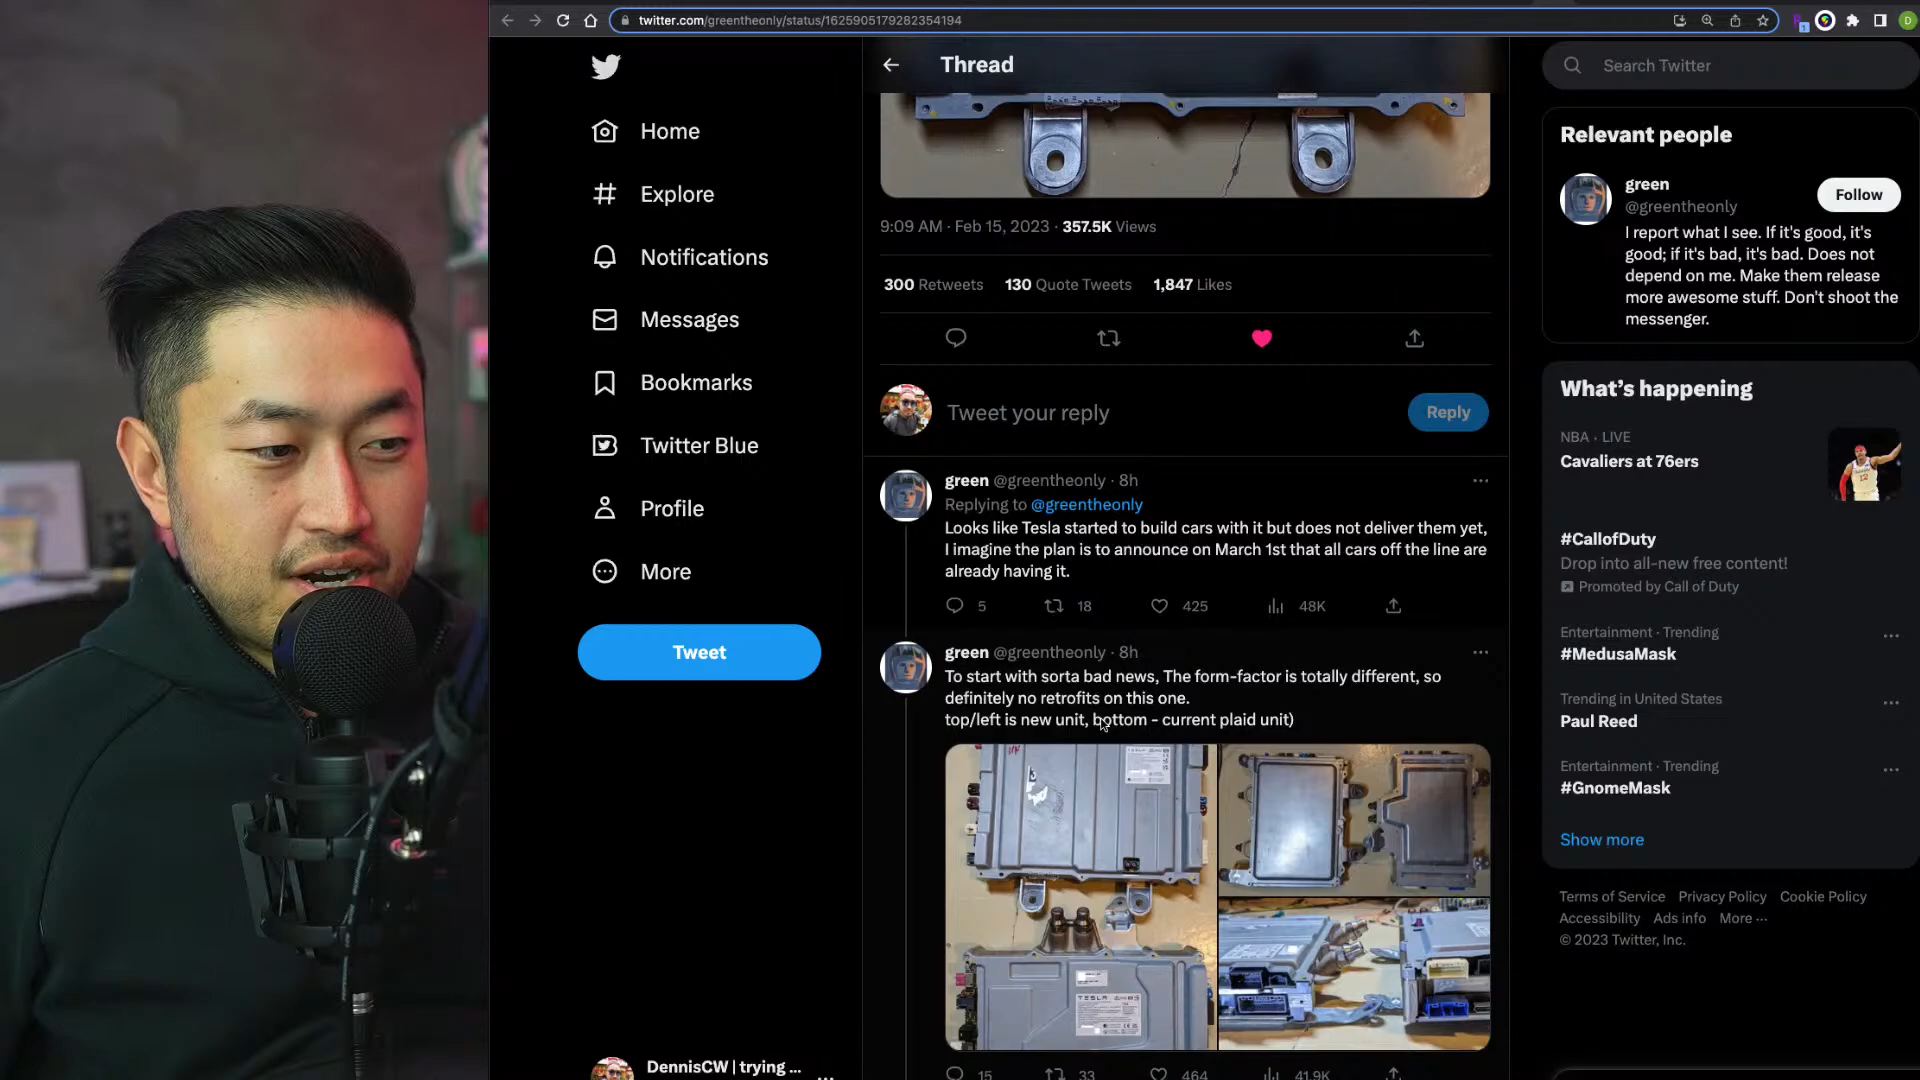 twitter.com/greentheonly/status/1625905179282354194
D
Home
Explore
Notifications
Messages
Bookmarks
Twitter Blue
Profile
More
Tweet
DennisCW | trying ...
Thread
9:09 AM · Feb 15, 2023 · 357.5K Views
300 Retweets 130 Quote Tweets 1,847 Likes
Tweet your reply
Reply
green @greentheonly · 8h
Replying to @greentheonly
Looks like Tesla started to build cars with it but does not deliver them yet,
I imagine the plan is to announce on March 1st that all cars off the line are
already having it.
5 18 425 48K
green @greentheonly · 8h
To start with sorta bad news, The form-factor is totally different, so
definitely no retrofits on this one.
top/left is new unit, bottom - current plaid unit)
TESLA
15 33 464 41.9K
Search Twitter
Relevant people
green
@greentheonly
Follow
I report what I see. If it's good, it's
good; if it's bad, it's bad. Does not
depend on me. Make them release
more awesome stuff. Don't shoot the
messenger.
What's happening
NBA · LIVE
Cavaliers at 76ers
#CallofDuty
Drop into all-new free content!
Promoted by Call of Duty
Entertainment · Trending
#MedusaMask
Trending in United States
Paul Reed
Entertainment · Trending
#GnomeMask
Show more
Terms of Service Privacy Policy Cookie Policy
Accessibility Ads info More ···
© 2023 Twitter, Inc.